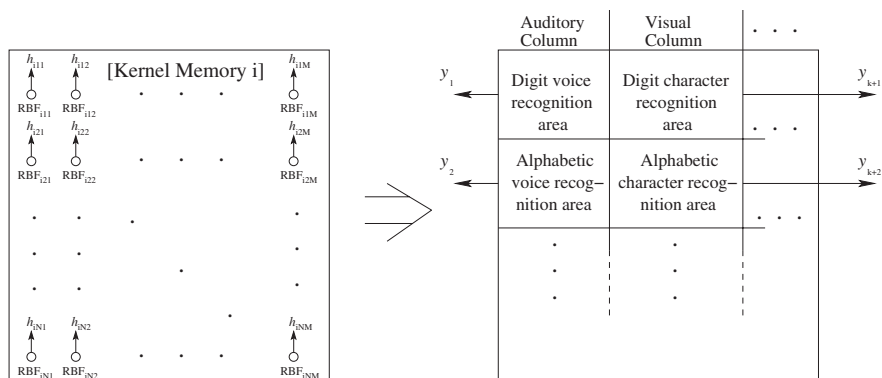 [Kernel Memory i]
h_i11 h_i12 h_i1M
RBF_i11 RBF_i12 . . . RBF_i1M
h_i21 h_i22 h_i2M
RBF_i21 RBF_i22 . . . RBF_i2M
h_iN1 h_iN2 h_iNM
RBF_iN1 RBF_iN2 . . . RBF_iNM
Auditory
Column
Visual
Column
. . .
y_1
Digit voice
recognition
area
Digit character
recognition
area
y_k+1
. . .
y_2
Alphabetic
voice recog-
nition area
Alphabetic
character recog-
nition area
y_k+2
. . .